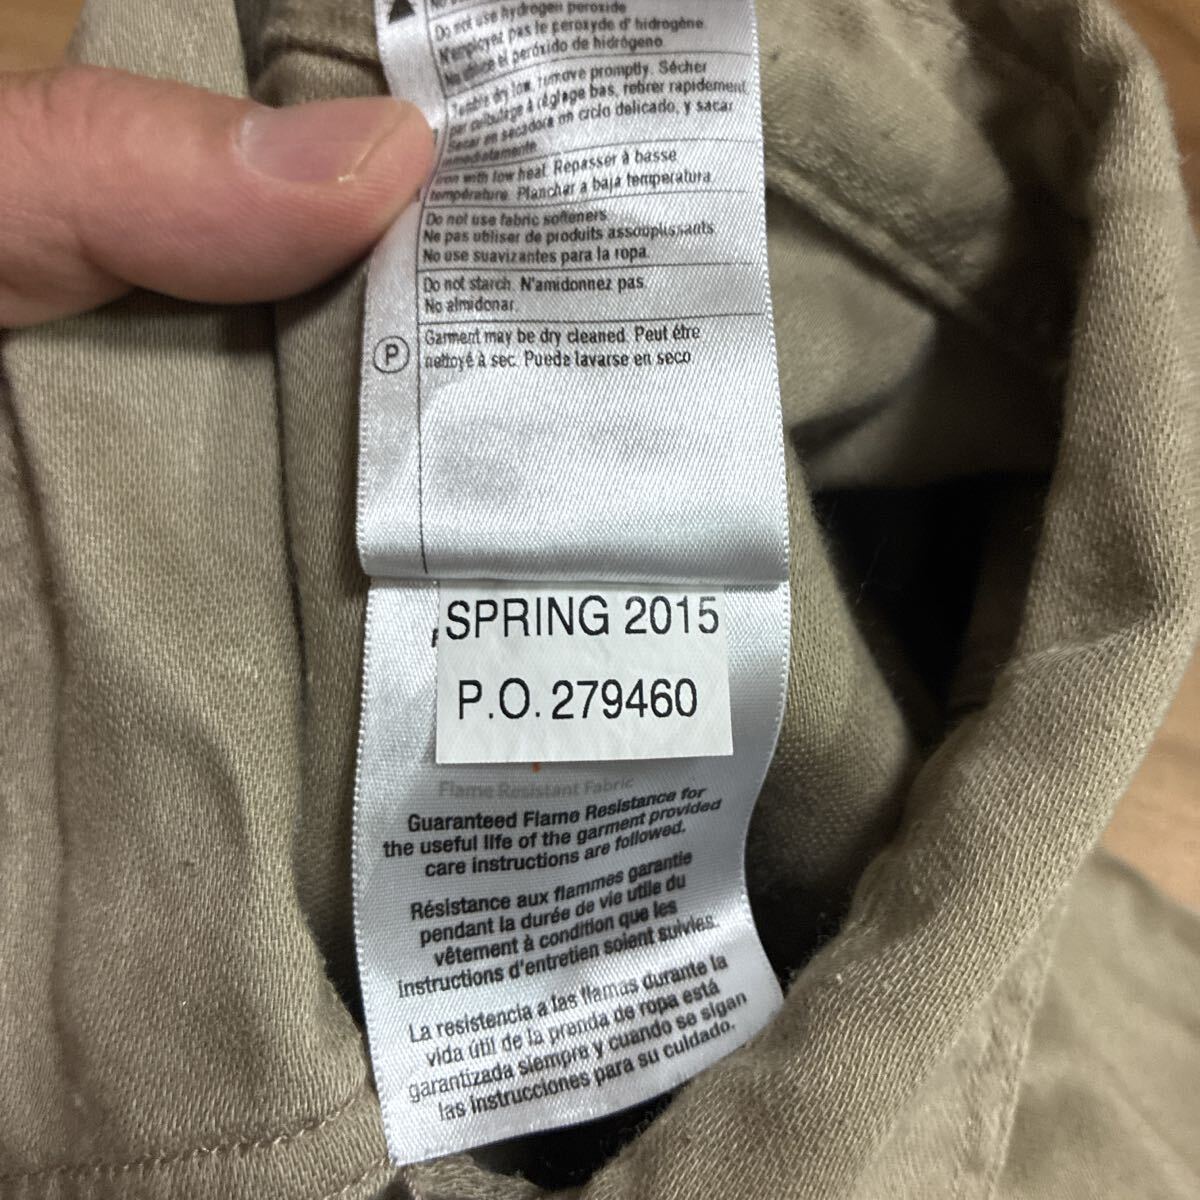 Do not use hydrogen peroxide
N'employez pas le peroxyde d' hidrogène.
No utilice el peróxido de hidrógeno.
Tumble dry low, remove promptly. Sécher
par culbutage à réglage bas, retirer rapidement.
Secar en secadora en ciclo delicado, y sacar
immediatamente.
Iron with low heat. Repasser à basse
température. Planchar a baja temperatura.
Do not use fabric softeners.
Ne pas utiliser de produits assouplissants.
No use suavizantes para la ropa.
Do not starch. N'amidonnez pas.
No almidonar.
P
Garment may be dry cleaned. Peut être
nettoyé à sec. Puede lavarse en seco
SPRING 2015
P.O. 279460
Flame Resistant Fabric
Guaranteed Flame Resistance for
the useful life of the garment provided
care instructions are followed.
Résistance aux flammes garantie
pendant la durée de vie utile du
vêtement à condition que les
instructions d'entretien soient suivies.
La resistencia a las flamas durante la
vida útil de la prenda de ropa está
garantizada siempre y cuando se sigan
las instrucciones para su cuidado.